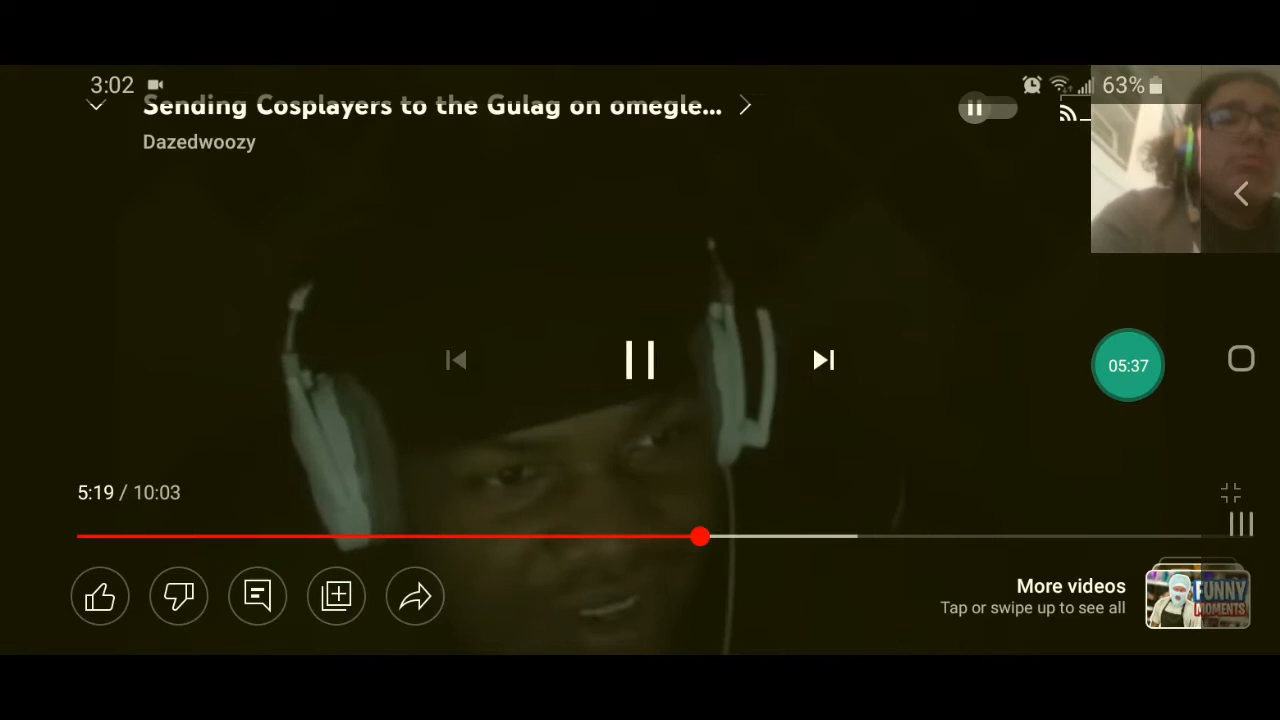 3:02
63%
Sending Cosplayers to the Gulag on omegle...
Dazedwoozy
05:37
5:19 / 10:03
More videos
Tap or swipe up to see all
FUNNY
MOMENTS